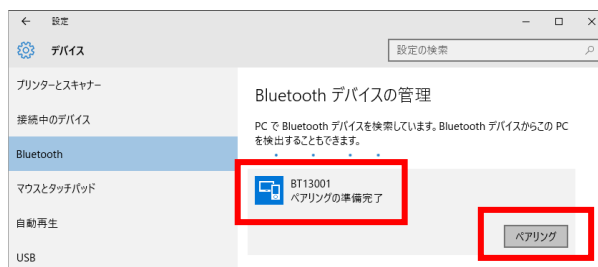 ← 設定
デバイス
設定の検索
プリンターとスキャナー
接続中のデバイス
Bluetooth
マウスとタッチパッド
自動再生
USB
Bluetooth デバイスの管理
PC で Bluetooth デバイスを検索しています。Bluetooth デバイスからこの PC
を検出することもできます。
BT13001
ペアリングの準備完了
ペアリング